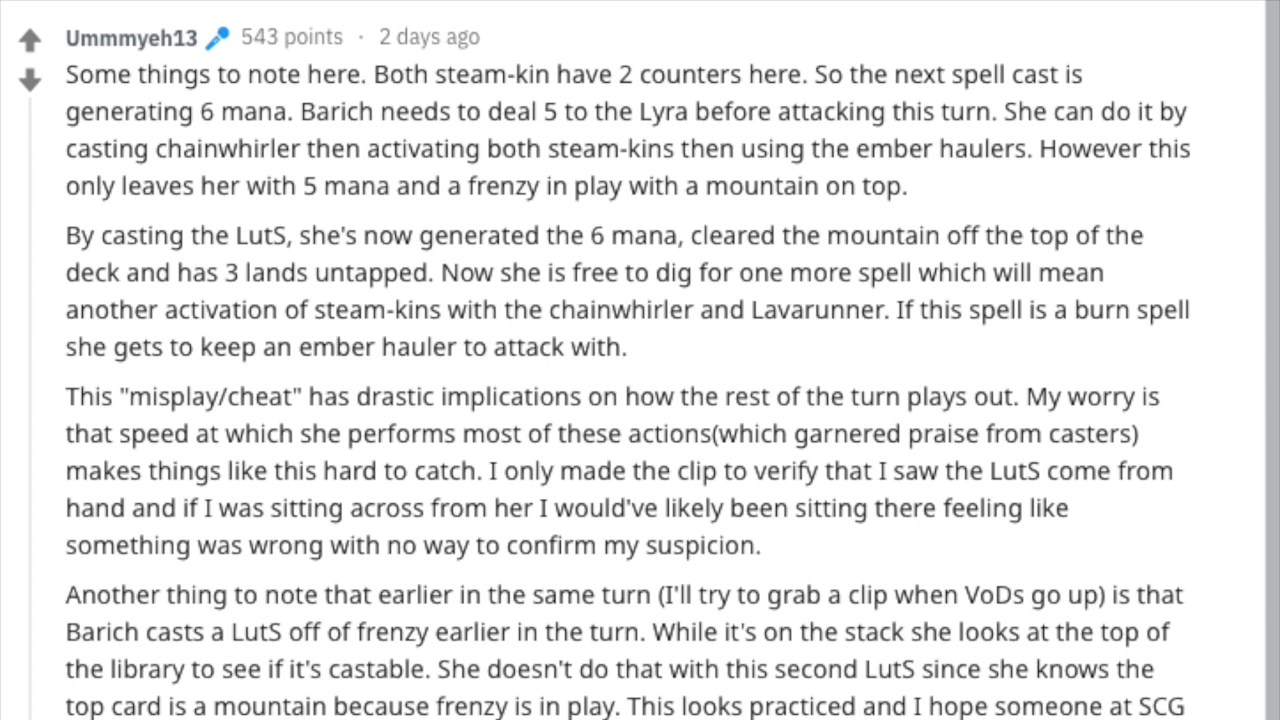 Ummmyeh13 543 points · 2 days ago
Some things to note here. Both steam-kin have 2 counters here. So the next spell cast is
generating 6 mana. Barich needs to deal 5 to the Lyra before attacking this turn. She can do it by
casting chainwhirler then activating both steam-kins then using the ember haulers. However this
only leaves her with 5 mana and a frenzy in play with a mountain on top.
By casting the LutS, she's now generated the 6 mana, cleared the mountain off the top of the
deck and has 3 lands untapped. Now she is free to dig for one more spell which will mean
another activation of steam-kins with the chainwhirler and Lavarunner. If this spell is a burn spell
she gets to keep an ember hauler to attack with.
This "misplay/cheat" has drastic implications on how the rest of the turn plays out. My worry is
that speed at which she performs most of these actions(which garnered praise from casters)
makes things like this hard to catch. I only made the clip to verify that I saw the LutS come from
hand and if I was sitting across from her I would've likely been sitting there feeling like
something was wrong with no way to confirm my suspicion.
Another thing to note that earlier in the same turn (I'll try to grab a clip when VoDs go up) is that
Barich casts a LutS off of frenzy earlier in the turn. While it's on the stack she looks at the top of
the library to see if it's castable. She doesn't do that with this second LutS since she knows the
top card is a mountain because frenzy is in play. This looks practiced and I hope someone at SCG